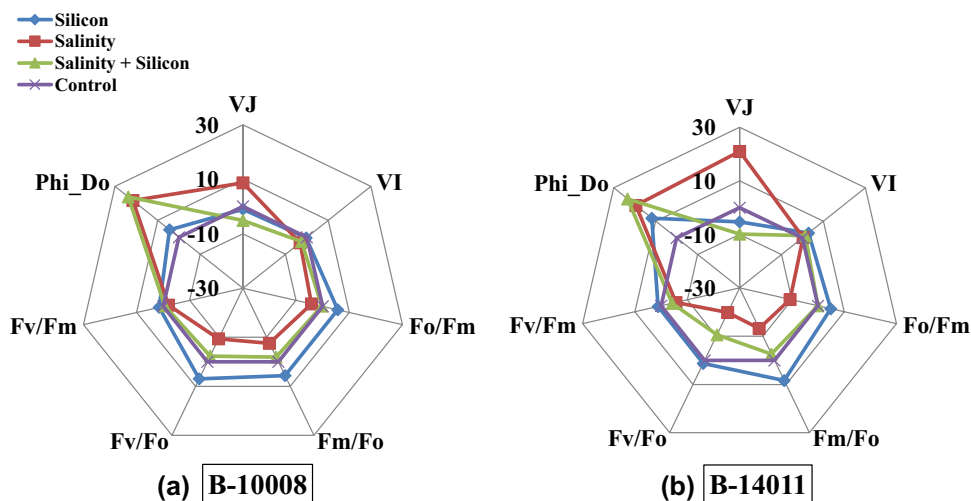 Silicon
Salinity
Salinity + Silicon
Control
VJ
30
10
-10
-30
VI
Fo/Fm
Fm/Fo
Fv/Fo
Fv/Fm
Phi_Do
(a) B-10008
VJ
30
10
-10
-30
VI
Fo/Fm
Fm/Fo
Fv/Fo
Fv/Fm
Phi_Do
(b) B-14011